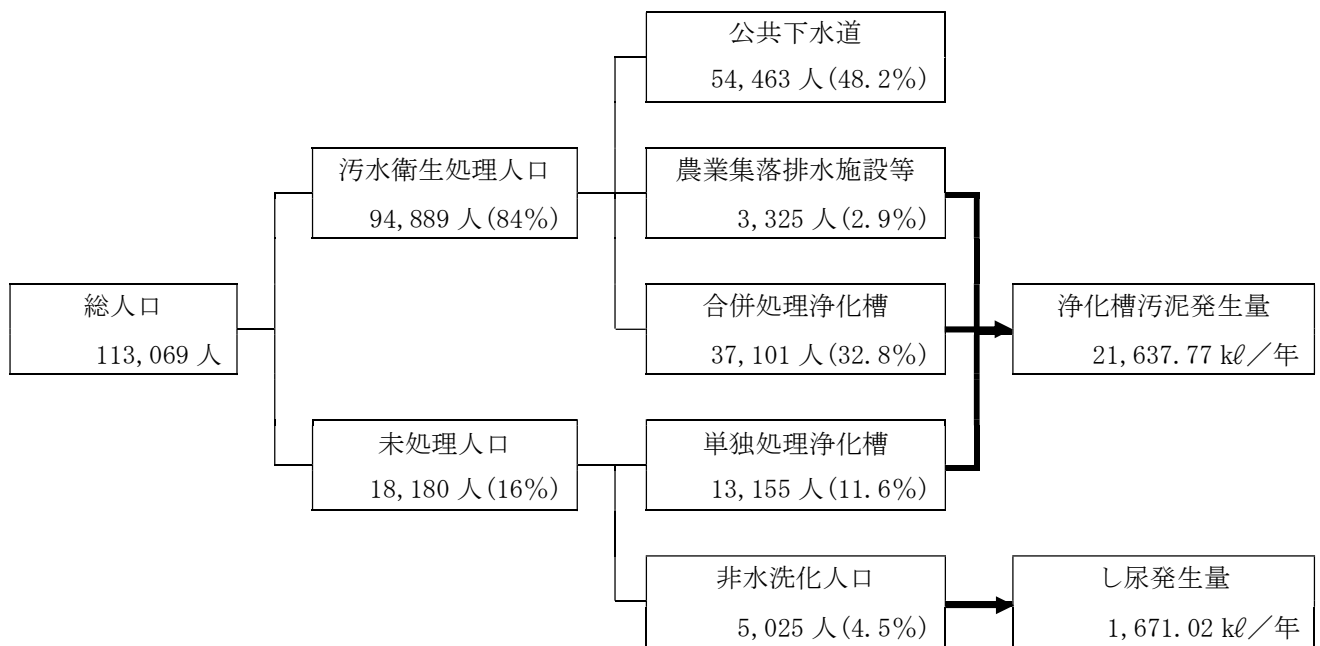 公共下水道
54,463 人(48.2%)
汚水衛生処理人口
94,889 人(84%)
農業集落排水施設等
3,325 人(2.9%)
総人口
113,069 人
合併処理浄化槽
37,101 人(32.8%)
浄化槽汚泥発生量
21,637.77 kℓ/年
未処理人口
18,180 人(16%)
単独処理浄化槽
13,155 人(11.6%)
非水洗化人口
5,025 人(4.5%)
し尿発生量
1,671.02 kℓ/年